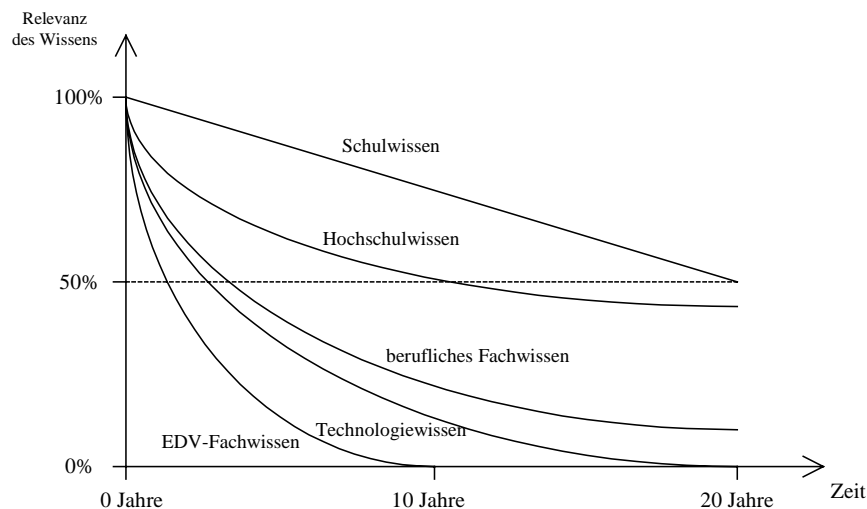 Relevanz
des Wissens
100%
Schulwissen
Hochschulwissen
50%
berufliches Fachwissen
Technologiewissen
EDV-Fachwissen
0%
Zeit
0 Jahre
10 Jahre
20 Jahre